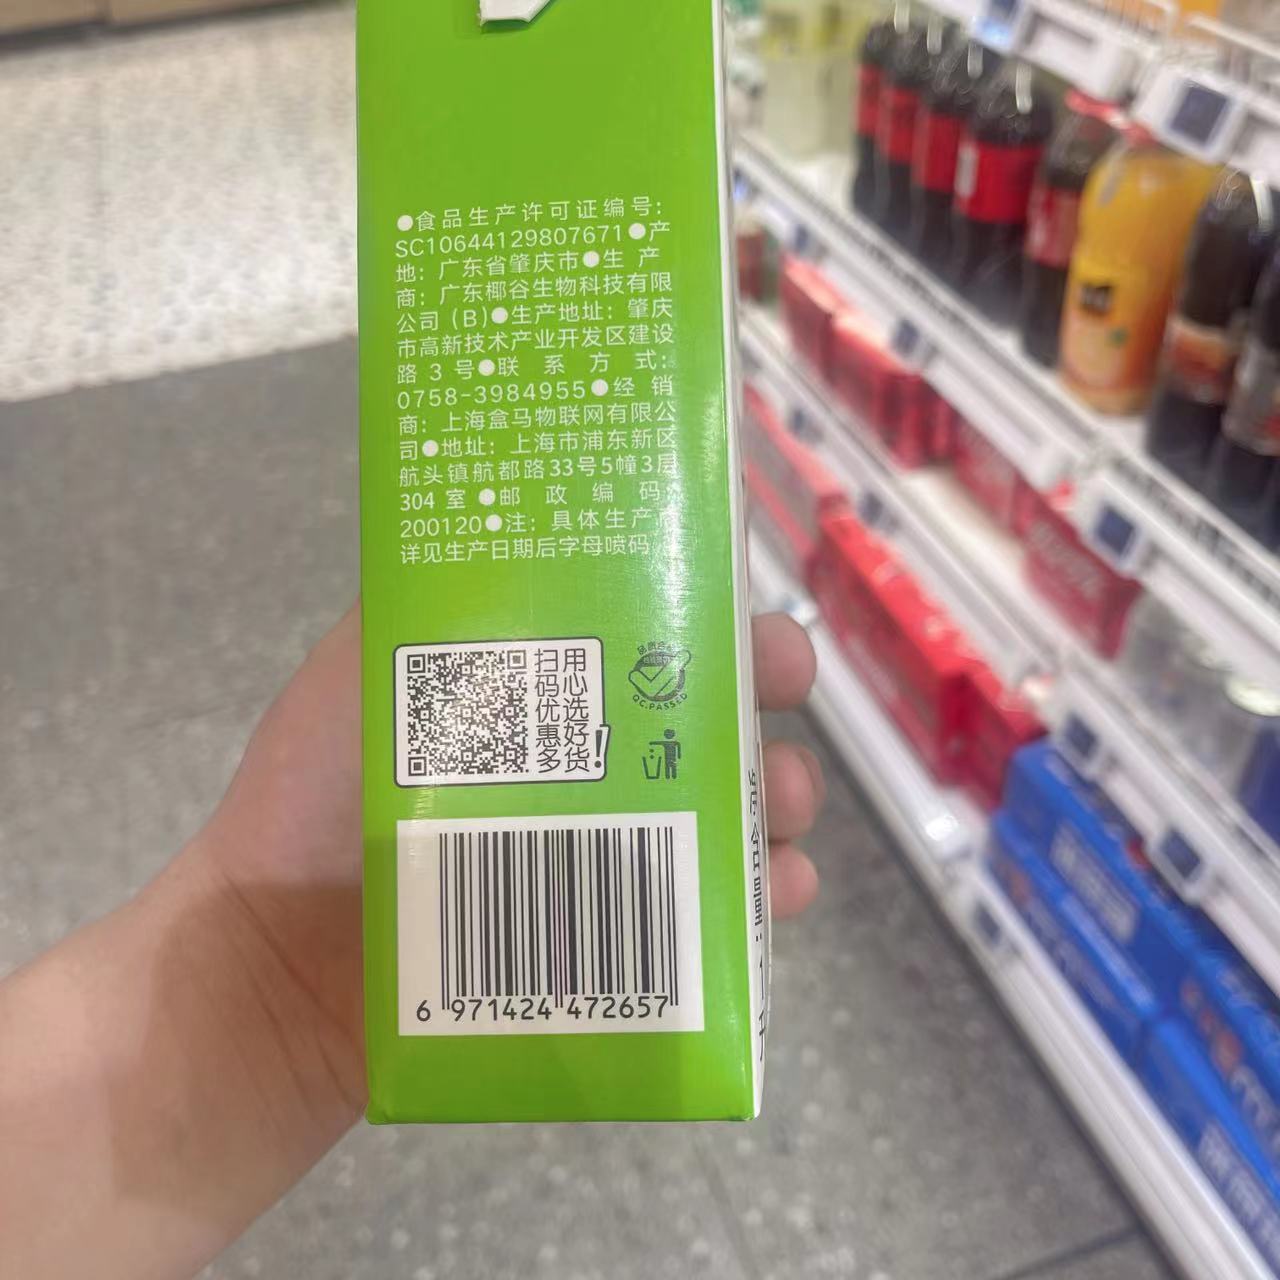 ●食品生产许可证编号:
SC10644129807671●产
地: 广东省肇庆市●生 产
商: 广东椰谷生物科技有限
公司 (B)●生产地址: 肇庆
市高新技术产业开发区建设
路 3 号●联 系 方 式:
0758-3984955●经 销
商: 上海盒马物联网有限公
司●地址: 上海市浦东新区
航头镇航都路33号5幢3层
304 室 ●邮 政 编 码:
200120●注: 具体生产
详见生产日期后字母喷码
用心选好货!
扫码优惠多
QC.PASSED
6 971424 472657
净含量:1升